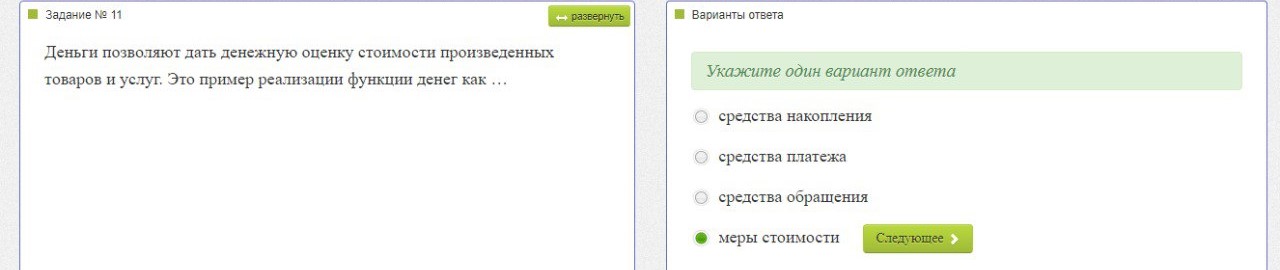 Задание № 11
развернуть
Деньги позволяют дать денежную оценку стоимости произведенных
товаров и услуг. Это пример реализации функции денег как …
Варианты ответа
Укажите один вариант ответа
средства накопления
средства платежа
средства обращения
меры стоимости
Следующее